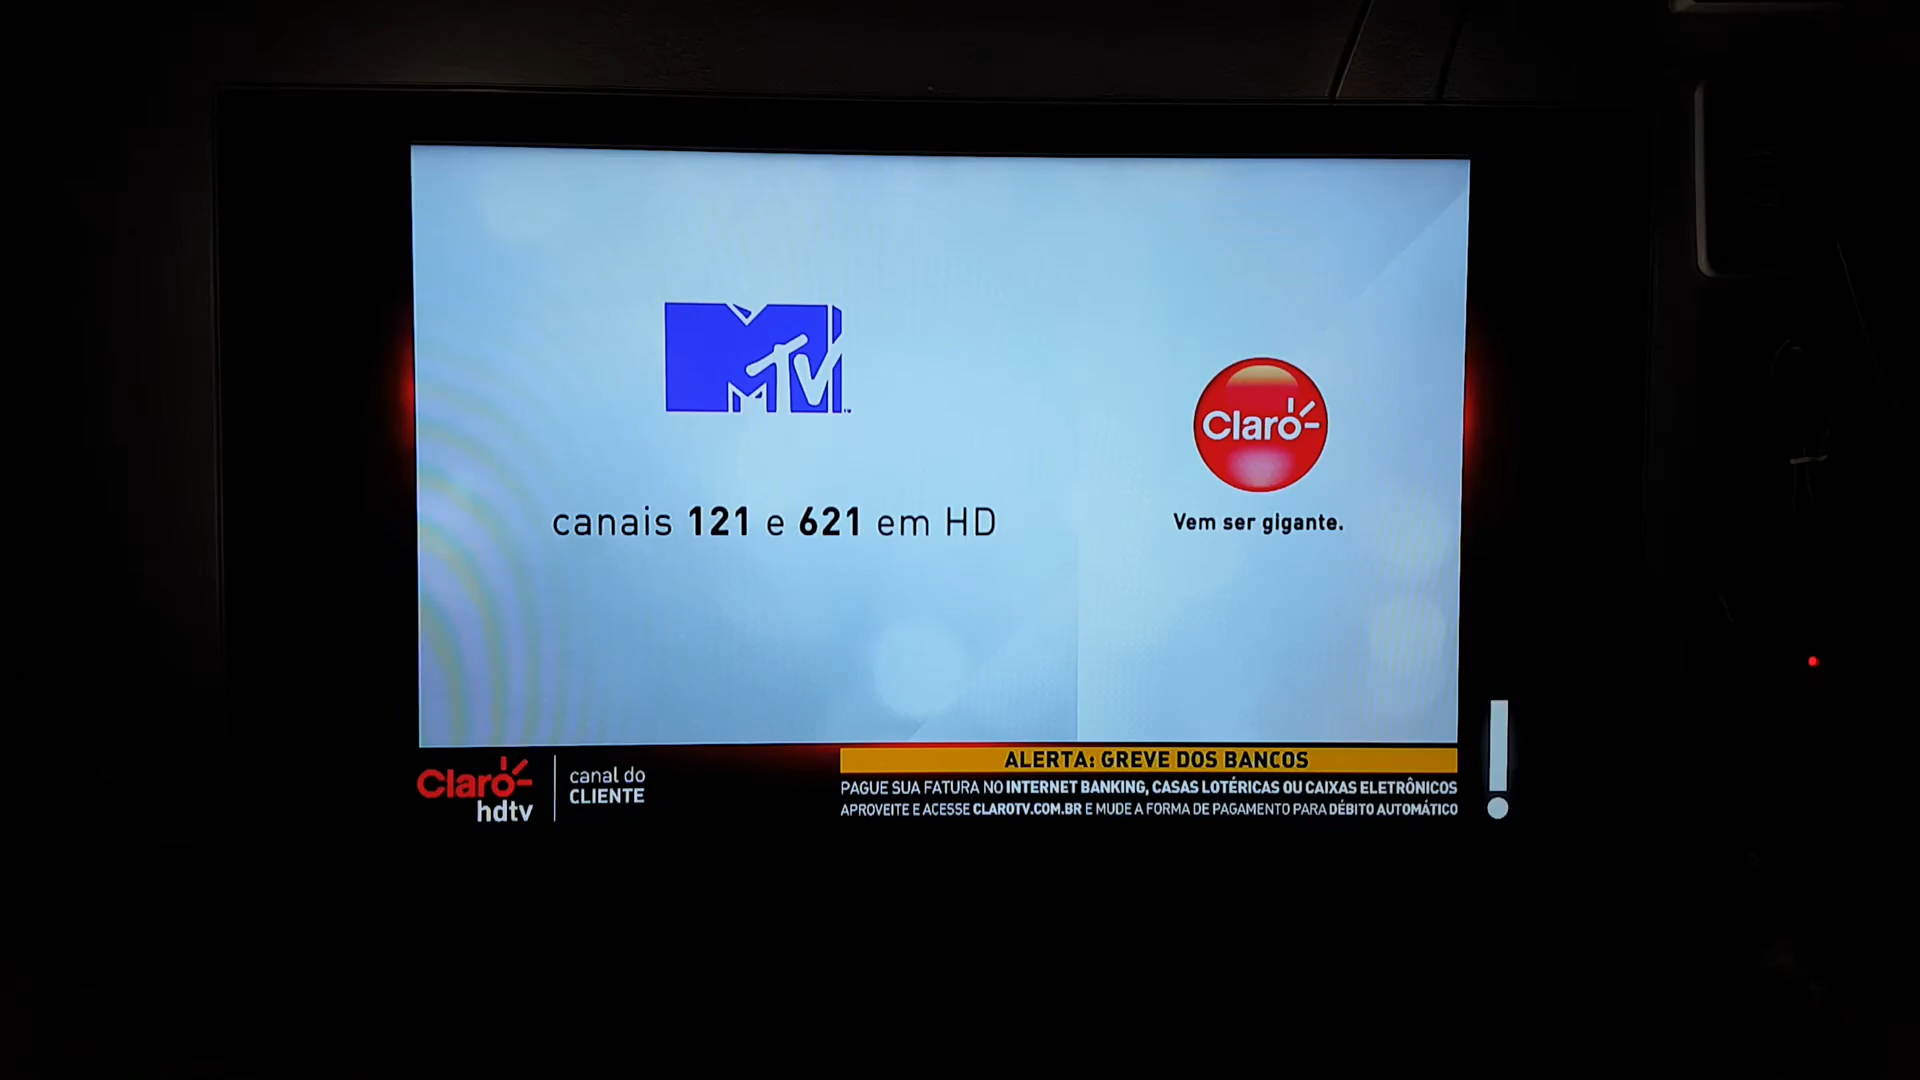 MTV
canais 121 e 621 em HD
Claro
Vem ser gigante.
Claro
hdtv
canal do
CLIENTE
ALERTA: GREVE DOS BANCOS
PAGUE SUA FATURA NO INTERNET BANKING, CASAS LOTÉRICAS OU CAIXAS ELETRÔNICOS
APROVEITE E ACESSE CLAROTV.COM.BR E MUDE A FORMA DE PAGAMENTO PARA DÉBITO AUTOMÁTICO
!